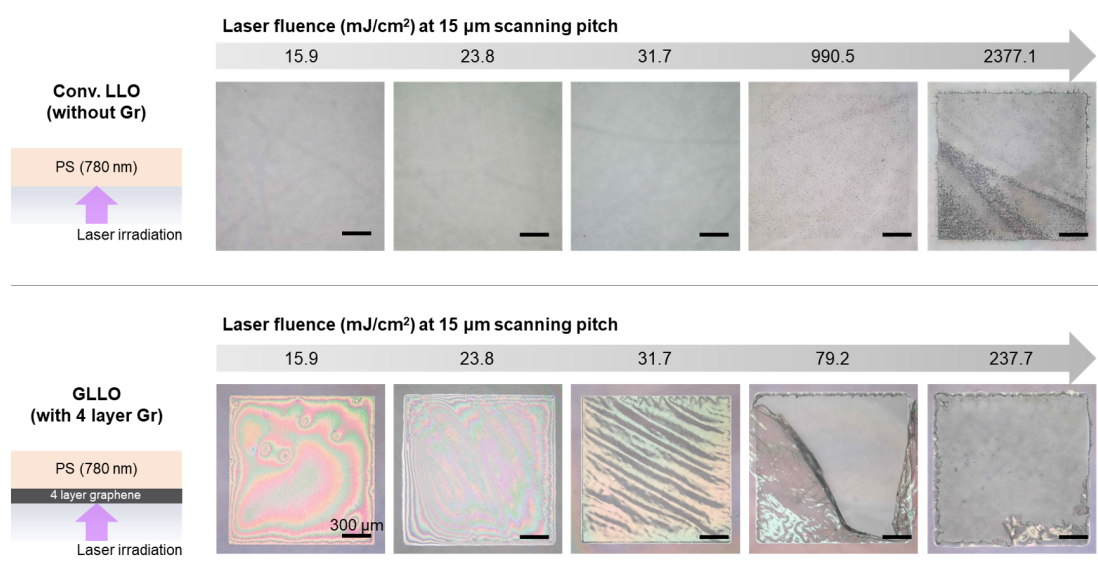 Laser fluence (mJ/cm²) at 15 μm scanning pitch
15.9 23.8 31.7 990.5 2377.1
Conv. LLO
(without Gr)
PS (780 nm)
Laser irradiation
Laser fluence (mJ/cm²) at 15 μm scanning pitch
15.9 23.8 31.7 79.2 237.7
GLLO
(with 4 layer Gr)
PS (780 nm)
4 layer graphene
Laser irradiation
300 μm